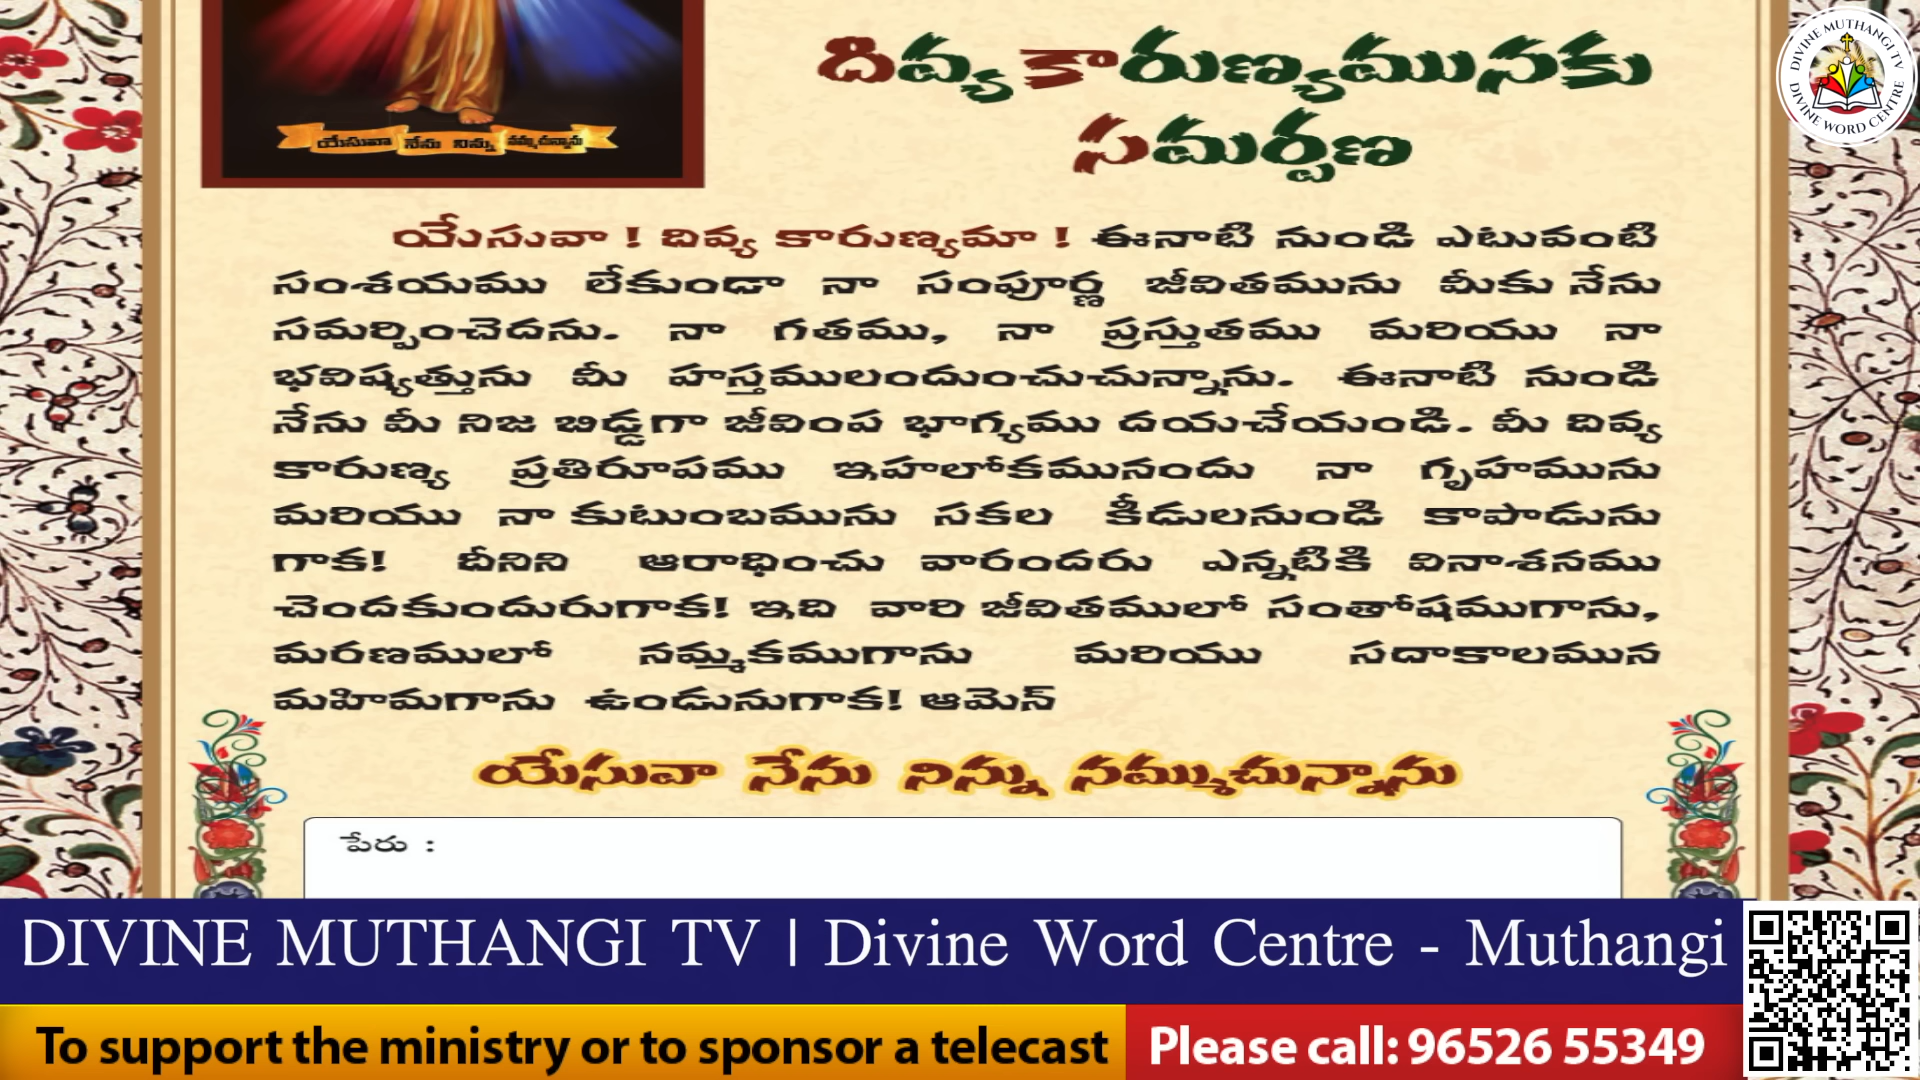 యేసువా నేను నిన్ను నమ్ముచున్నాను
దివ్య కారుణ్యమునకు
సమర్పణ
DIVINE MUTHANGI TV
DIVINE WORD CENTRE
యేసువా ! దివ్య కారుణ్యమా ! ఈనాటి నుండి ఎటువంటి
సంశయము లేకుండా నా సంపూర్ణ జీవితమును మీకు నేను
సమర్పించెదను. నా గతము, నా ప్రస్తుతము మరియు నా
భవిష్యత్తును మీ హస్తములందుంచుచున్నాను. ఈనాటి నుండి
నేను మీ నిజ బిడ్డగా జీవింప భాగ్యము దయచేయండి. మీ దివ్య
కారుణ్య ప్రతిరూపము ఇహలోకమునందు నా గృహమును
మరియు నా కుటుంబమును సకల కీడులనుండి కాపాడును
గాక! దీనిని ఆరాధించు వారందరు ఎన్నటికి వినాశనము
చెందకుందురుగాక! ఇది వారి జీవితములో సంతోషముగాను,
మరణములో నమ్మకముగాను మరియు సదాకాలమున
మహిమగాను ఉండునుగాక! ఆమెన్
యేసువా నేను నిన్ను నమ్ముచున్నాను
పేరు :
DIVINE MUTHANGI TV | Divine Word Centre - Muthangi
To support the ministry or to sponsor a telecast Please call: 96526 55349